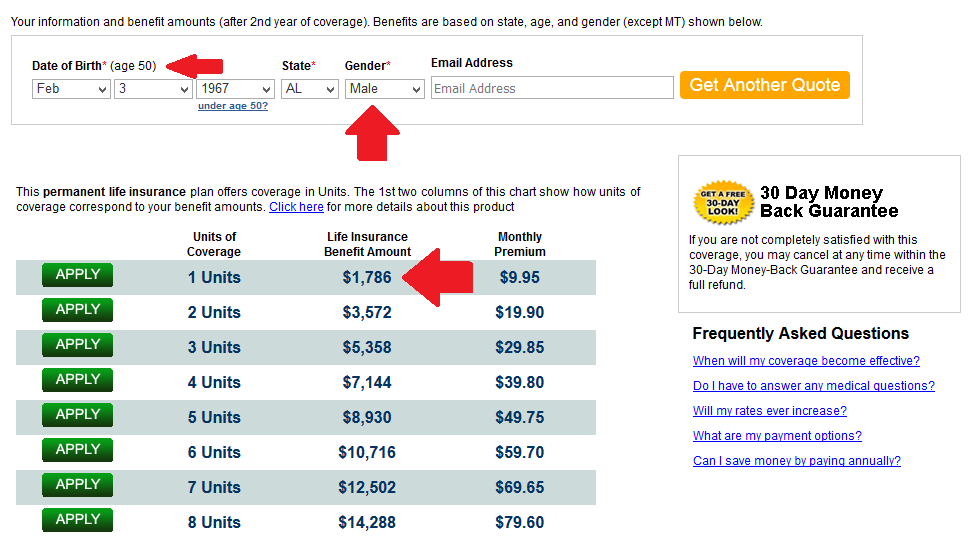 Your information and benefit amounts (after 2nd year of coverage). Benefits are based on state, age, and gender (except MT) shown below.
Date of Birth* (age 50) State* Gender* Email Address
Feb 3 1967 AL Male Email Address Get Another Quote
under age 50?
This permanent life insurance plan offers coverage in Units. The 1st two columns of this chart show how units of
coverage correspond to your benefit amounts. Click here for more details about this product
Units of Coverage Life Insurance Benefit Amount Monthly Premium
APPLY 1 Units $1,786 $9.95
APPLY 2 Units $3,572 $19.90
APPLY 3 Units $5,358 $29.85
APPLY 4 Units $7,144 $39.80
APPLY 5 Units $8,930 $49.75
APPLY 6 Units $10,716 $59.70
APPLY 7 Units $12,502 $69.65
APPLY 8 Units $14,288 $79.60
GET A FREE
30-DAY
LOOK!
30 Day Money
Back Guarantee
If you are not completely satisfied with this
coverage, you may cancel at any time within the
30-Day Money-Back Guarantee and receive a
full refund.
Frequently Asked Questions
When will my coverage become effective?
Do I have to answer any medical questions?
Will my rates ever increase?
What are my payment options?
Can I save money by paying annually?